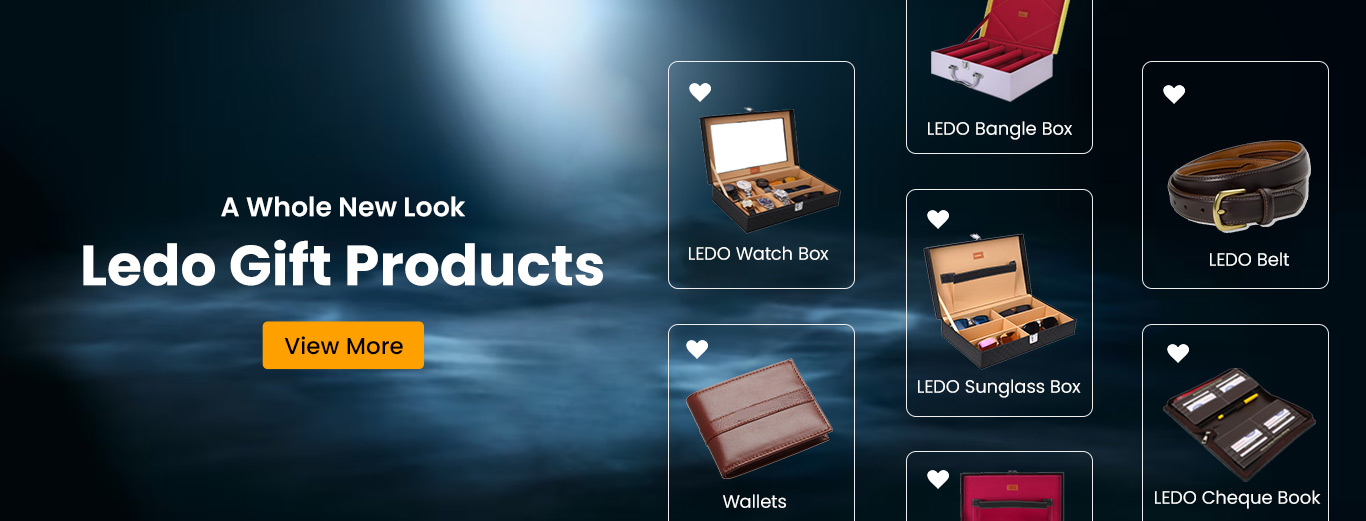 A Whole New Look
Ledo Gift Products
View More
LEDO Watch Box
Wallets
LEDO Bangle Box
LEDO Sunglass Box
LEDO Belt
LEDO Cheque Book